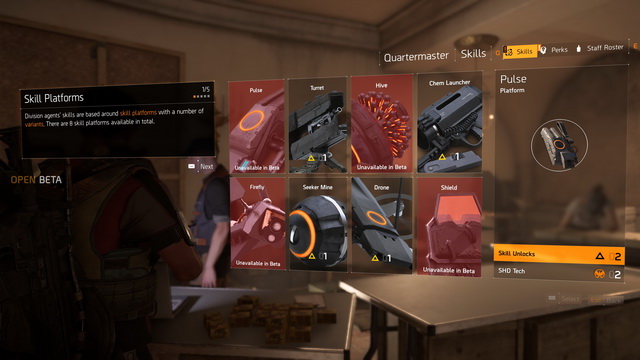 Quartermaster
Skills
Skills
Perks
Staff Roster
Skill Platforms
1/5
Division agents' skills are based around skill platforms with a number of
variants. There are 8 skill platforms available in total.
Next
OPEN BETA
Pulse
Unavailable in Beta
Turret
1
Hive
Unavailable in Beta
Chem Launcher
1
Firefly
Unavailable in Beta
Seeker Mine
1
Drone
1
Shield
Unavailable in Beta
Pulse
Platform
Skill Unlocks
02
SHD Tech
02
Select